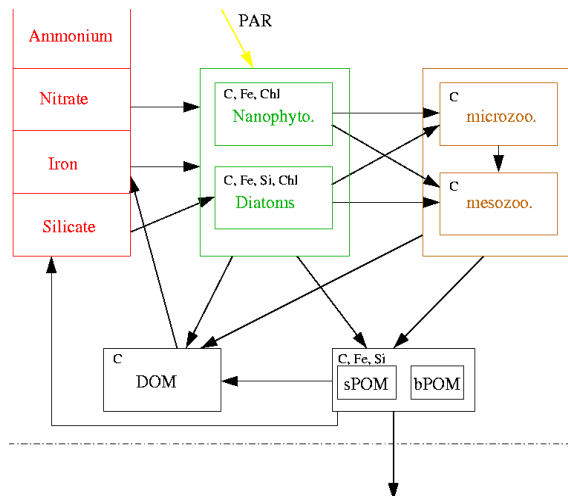 PAR
Ammonium
Nitrate
Iron
Silicate
C, Fe, Chl
Nanophyto.
C, Fe, Si, Chl
Diatoms
C
microzoo.
C
mesozoo.
C
DOM
C, Fe, Si
sPOM
bPOM